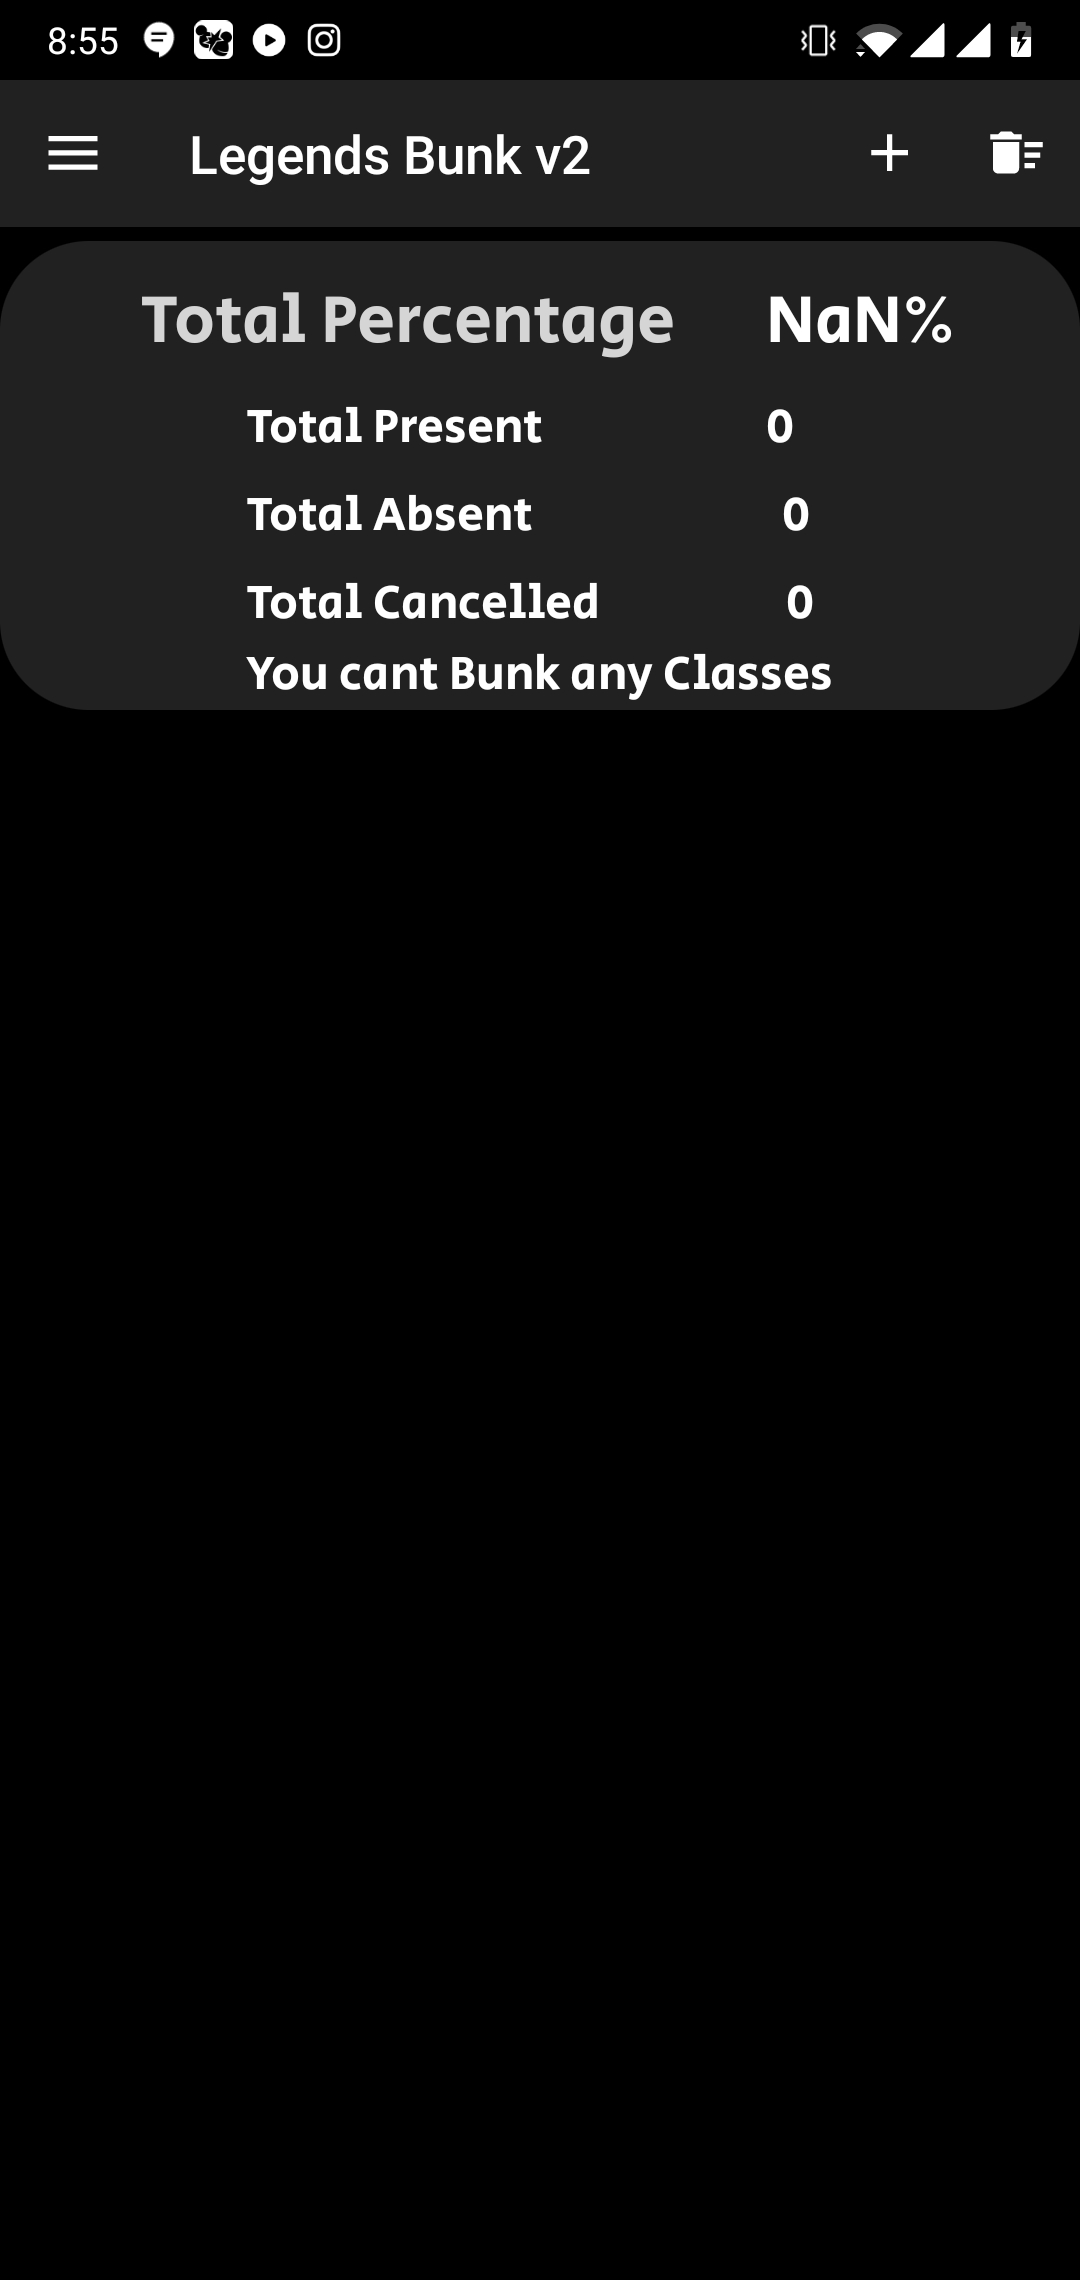 8:55
Legends Bunk v2
Total Percentage NaN%
Total Present 0
Total Absent 0
Total Cancelled 0
You cant Bunk any Classes